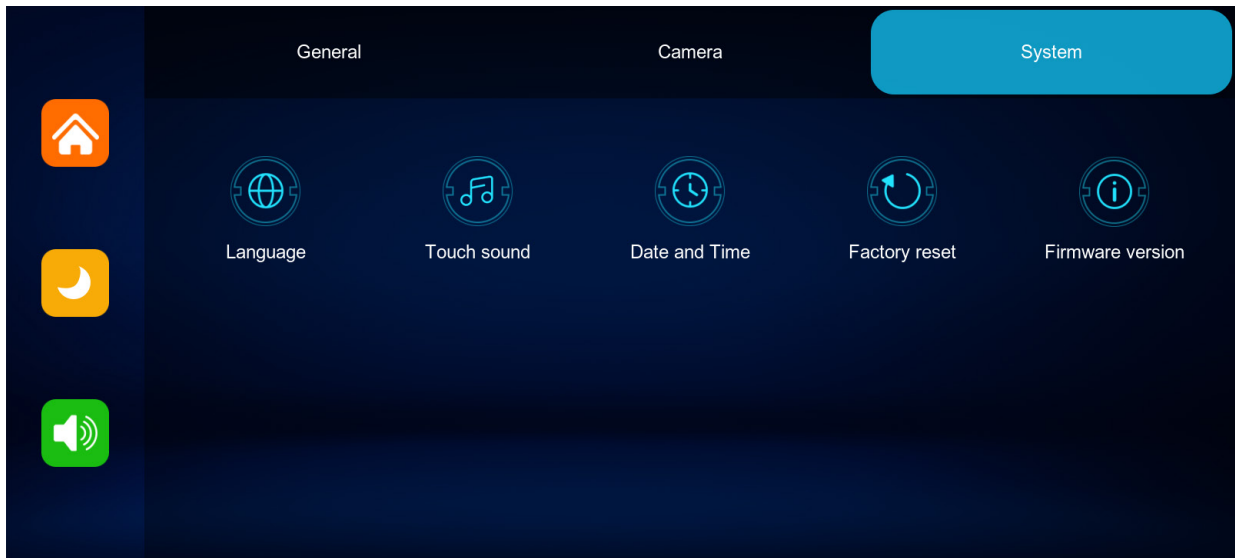 General
Camera
System
Language
Touch sound
Date and Time
Factory reset
Firmware version